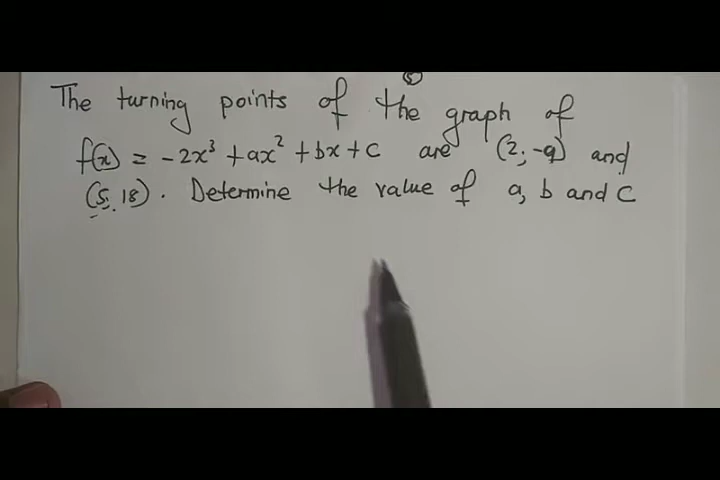 The turning points of the graph of
f(x) = -2x³ + ax² + bx + c are (2; -9) and
(5; 18). Determine the value of a, b and c